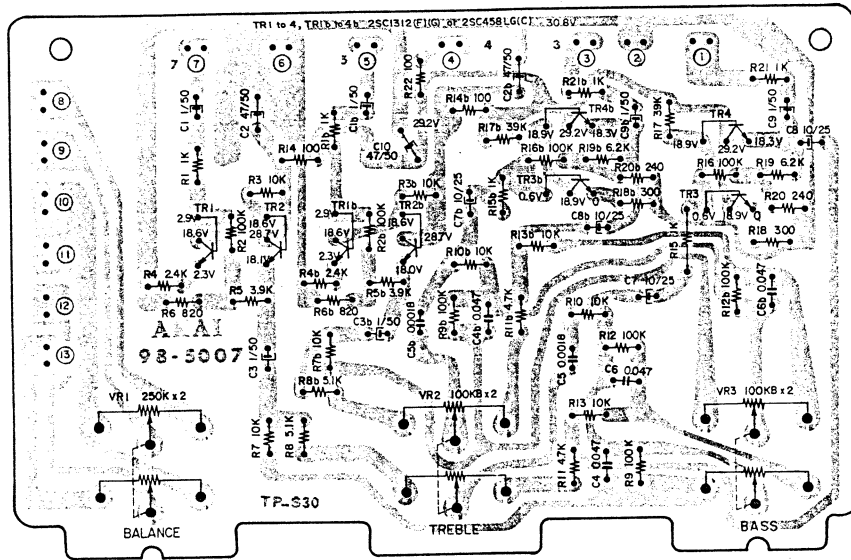 TR1 to 4, TR1b to 4b 2SC1312(F)(G) or 2SC458LG(C) 30.8V
7 ⑦ ⑥ 5 ⑤ ④ 4 3 ③ ② ①
⑧
⑨
⑩
⑪
⑫
⑬
C1 1/50
C2 47/50
C1b 1/50
R22 100
C2b 47/50
R21b 1K
R21 1K
C9 1/50
C8 10/25
R14b 100
TR4b
C9b 1/50
R17 39K
TR4
R1b 1K
C10 47/50
29.2V
R17b 39K
18.9V
29.2V
18.3V
18.9V
29.2V
18.3V
R1 1K
R14 100
R16b 100K
R19b 6.2K
R16 100K
R19 6.2K
R3 10K
R3b 10K
C7b 10/25
R15b 1K
TR3b
0.6V
18.9V
0
R20b 240
R18b 300
TR3
0.6V
18.9V
0
R20 240
TR1
2.9V
18.6V
2.3V
R2 100K
TR2
18.6V
28.7V
18.1V
TR1b
2.9V
18.6V
2.3V
R2b 100K
TR2b
18.6V
28.7V
18.0V
C8b 10/25
R13b 10K
R15 1K
R18 300
R10b 10K
R4 2.4K
R5 3.9K
R4b 2.4K
R5b 3.9K
C7 10/25
R12b 100K
C6b 0.047
R6 820
R6b 820
C3b 1/50
C5b 0.0018
R9b 100K
C4b 0.047
R11b 4.7K
R10 10K
98-5007
C3 1/50
R7b 10K
R12 100K
C5 0.0018
C6 0.047
R8b 5.1K
VR1 250K x 2
VR2 100KB x 2
VR3 100KB x 2
R13 10K
R7 10K
R8 5.1K
R11 4.7K
C4 0.047
R9 100K
TP-S30
BALANCE
TREBLE
BASS